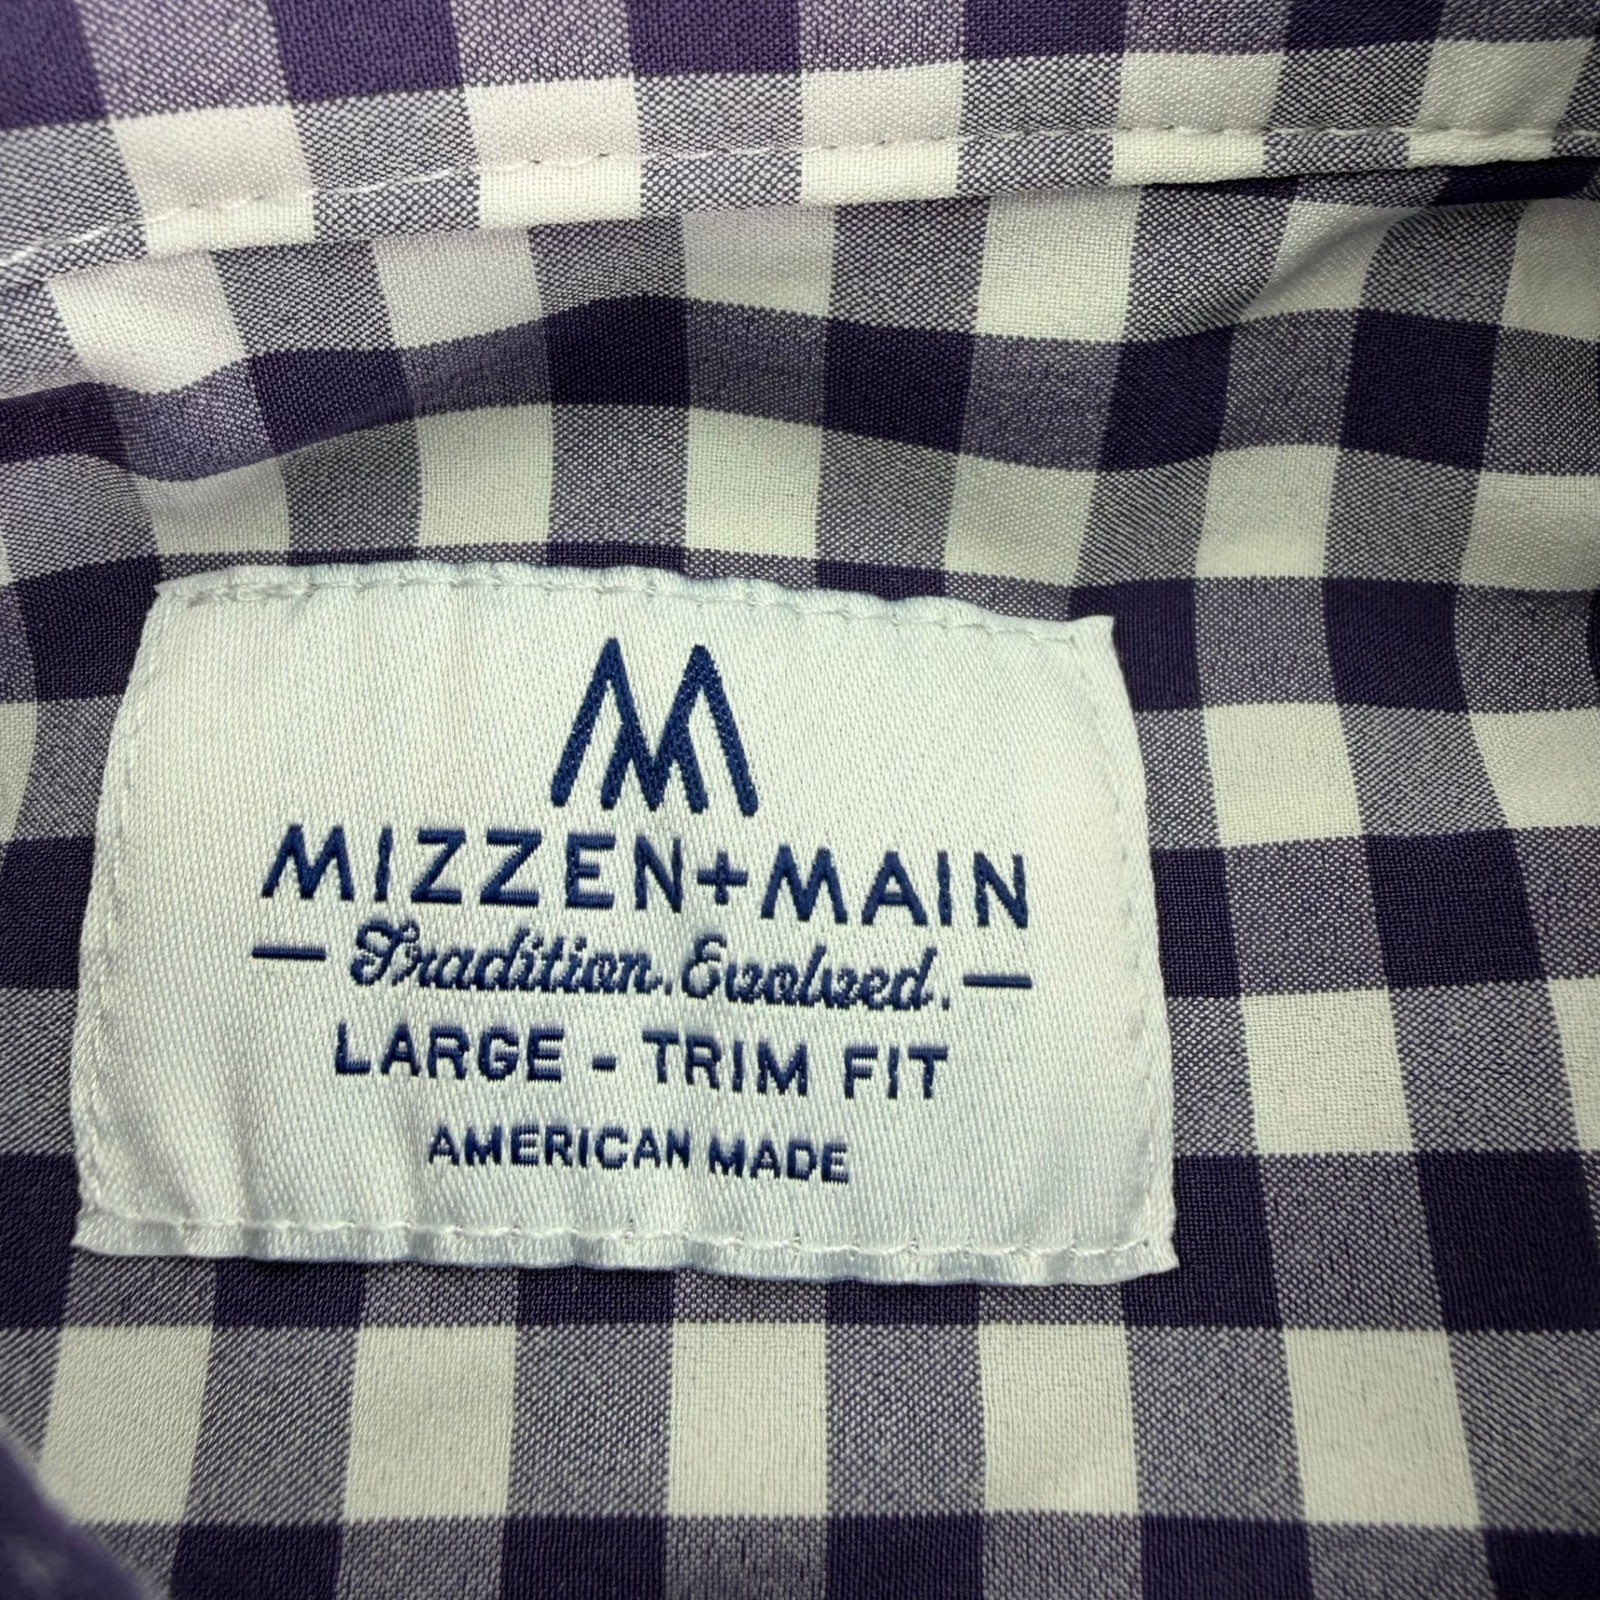 MIZZEN+MAIN
— Tradition. Evolved. —
LARGE - TRIM FIT
AMERICAN MADE